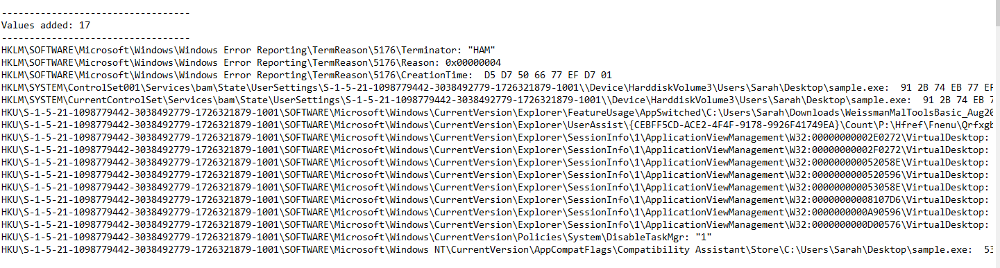 ---------------------------------
Values added: 17
---------------------------------
HKLM\SOFTWARE\Microsoft\Windows\Windows Error Reporting\TermReason\5176\Terminator: "HAM"
HKLM\SOFTWARE\Microsoft\Windows\Windows Error Reporting\TermReason\5176\Reason: 0x00000004
HKLM\SOFTWARE\Microsoft\Windows\Windows Error Reporting\TermReason\5176\CreationTime:  D5 D7 50 66 77 EF D7 01
HKLM\SYSTEM\ControlSet001\Services\bam\State\UserSettings\S-1-5-21-1098779442-3038492779-1726321879-1001\\Device\HarddiskVolume3\Users\Sarah\Desktop\sample.exe:  91 2B 74 EB 77 EF
HKLM\SYSTEM\CurrentControlSet\Services\bam\State\UserSettings\S-1-5-21-1098779442-3038492779-1726321879-1001\\Device\HarddiskVolume3\Users\Sarah\Desktop\sample.exe:  91 2B 74 EB 7
HKU\S-1-5-21-1098779442-3038492779-1726321879-1001\SOFTWARE\Microsoft\Windows\CurrentVersion\Explorer\FeatureUsage\AppSwitched\C:\Users\Sarah\Downloads\WeissmanMalToolsBasic_Aug20
HKU\S-1-5-21-1098779442-3038492779-1726321879-1001\SOFTWARE\Microsoft\Windows\CurrentVersion\Explorer\UserAssist\{CEBFF5CD-ACE2-4F4F-9178-9926F41749EA}\Count\P:\Hfref\Fnenu\Qrfxgb
HKU\S-1-5-21-1098779442-3038492779-1726321879-1001\SOFTWARE\Microsoft\Windows\CurrentVersion\Explorer\SessionInfo\1\ApplicationViewManagement\W32:00000000002E0272\VirtualDesktop:
HKU\S-1-5-21-1098779442-3038492779-1726321879-1001\SOFTWARE\Microsoft\Windows\CurrentVersion\Explorer\SessionInfo\1\ApplicationViewManagement\W32:00000000002F0272\VirtualDesktop:
HKU\S-1-5-21-1098779442-3038492779-1726321879-1001\SOFTWARE\Microsoft\Windows\CurrentVersion\Explorer\SessionInfo\1\ApplicationViewManagement\W32:000000000052058E\VirtualDesktop:
HKU\S-1-5-21-1098779442-3038492779-1726321879-1001\SOFTWARE\Microsoft\Windows\CurrentVersion\Explorer\SessionInfo\1\ApplicationViewManagement\W32:0000000000520596\VirtualDesktop:
HKU\S-1-5-21-1098779442-3038492779-1726321879-1001\SOFTWARE\Microsoft\Windows\CurrentVersion\Explorer\SessionInfo\1\ApplicationViewManagement\W32:000000000053058E\VirtualDesktop:
HKU\S-1-5-21-1098779442-3038492779-1726321879-1001\SOFTWARE\Microsoft\Windows\CurrentVersion\Explorer\SessionInfo\1\ApplicationViewManagement\W32:00000000008107D6\VirtualDesktop:
HKU\S-1-5-21-1098779442-3038492779-1726321879-1001\SOFTWARE\Microsoft\Windows\CurrentVersion\Explorer\SessionInfo\1\ApplicationViewManagement\W32:0000000000A90596\VirtualDesktop:
HKU\S-1-5-21-1098779442-3038492779-1726321879-1001\SOFTWARE\Microsoft\Windows\CurrentVersion\Explorer\SessionInfo\1\ApplicationViewManagement\W32:0000000000D00576\VirtualDesktop:
HKU\S-1-5-21-1098779442-3038492779-1726321879-1001\SOFTWARE\Microsoft\Windows\CurrentVersion\Policies\System\DisableTaskMgr: "1"
HKU\S-1-5-21-1098779442-3038492779-1726321879-1001\SOFTWARE\Microsoft\Windows NT\CurrentVersion\AppCompatFlags\Compatibility Assistant\Store\C:\Users\Sarah\Desktop\sample.exe:  53